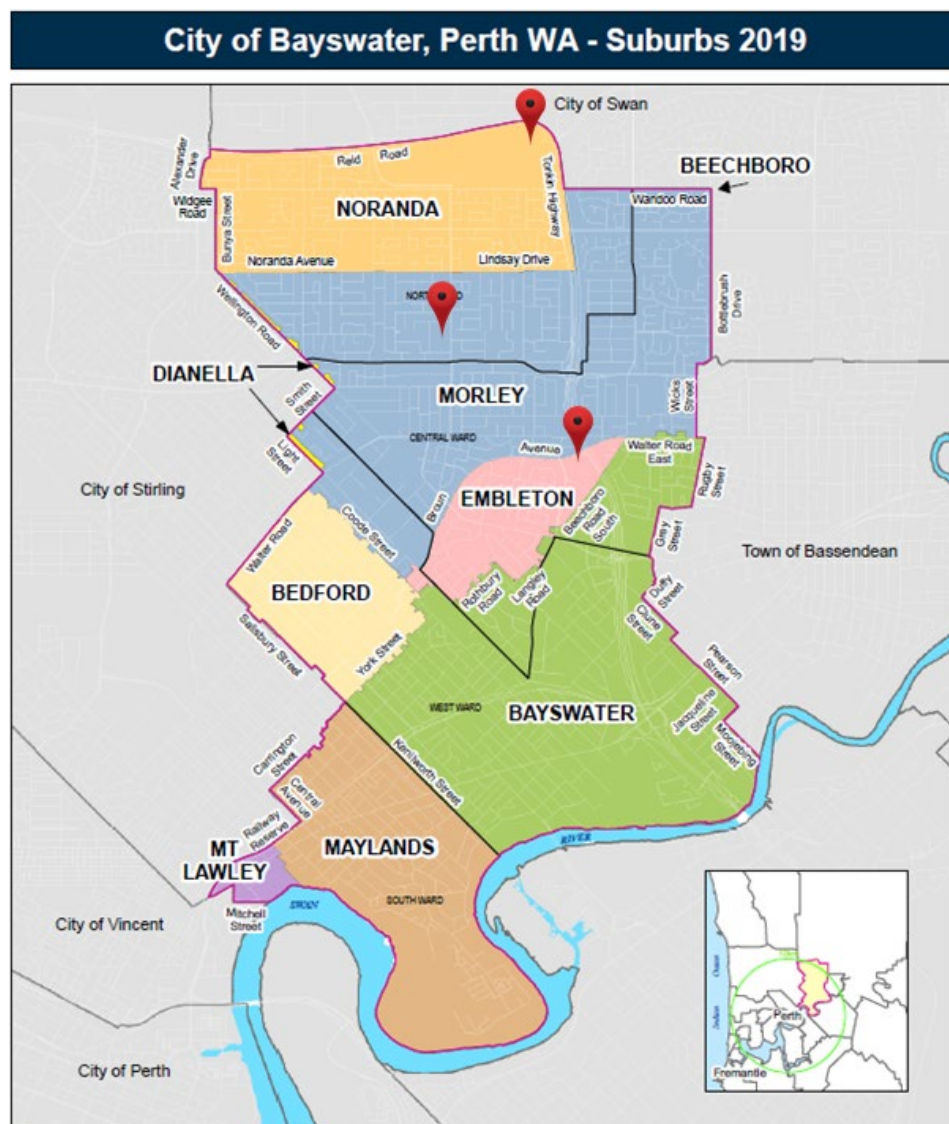 City of Bayswater, Perth WA - Suburbs 2019
City of Swan
Alexander
Drive
Reid Road
BEECHBORO
Widgee
Road
Tonkin Highway
Wandoo Road
NORANDA
Bunya Street
Noranda Avenue
Lindsay Drive
Wellington Road
Bottlebrush
Drive
DIANELLA
Smith
Street
MORLEY
Wicks
Street
CENTRAL WARD
Avenue
Walter Road
East
Light
Street
City of Stirling
EMBLETON
Rugby Street
Broun
Beechboro
Road
South
Coode Street
Grey
Street
Walter Road
Town of Bassendean
BEDFORD
Rothbury
Road
Langley
Road
Duffy
Street
Clune
Street
Salisbury Street
York Street
Pearson
Street
WEST WARD
BAYSWATER
Jacqueline
Street
Moojebing
Street
Carrington
Street
Kenilworth Street
Central
Avenue
Railway
Reserve
RIVER
MAYLANDS
MT
LAWLEY
SOUTH WARD
SWAN
Mitchell
Street
City of Vincent
Indian
Ocean
Perth
Fremantle
City of Perth